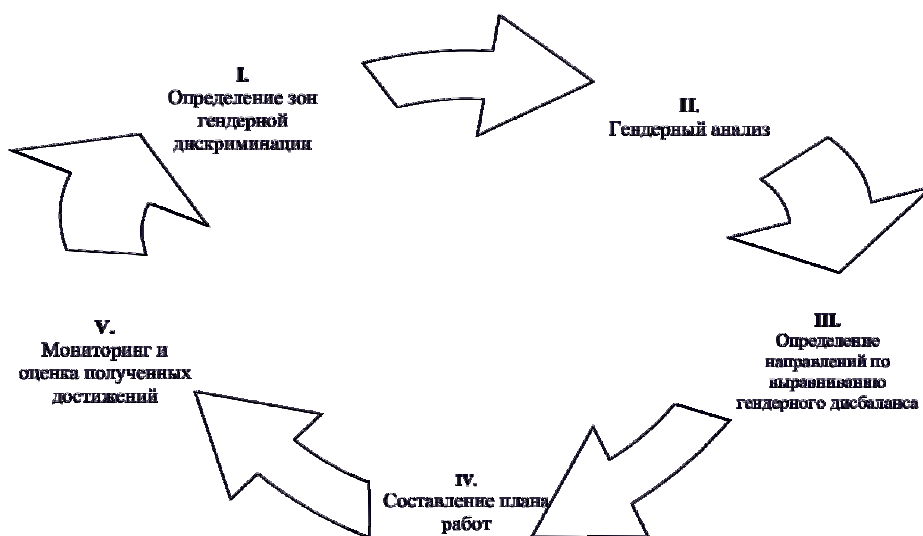 I.
Определение зон
гендерной
дискриминации
II.
Гендерный анализ
III.
Определение
направлений по
выравниванию
гендерного дисбаланса
IV.
Составление плана
работ
V.
Мониторинг и
оценка полученных
достижений